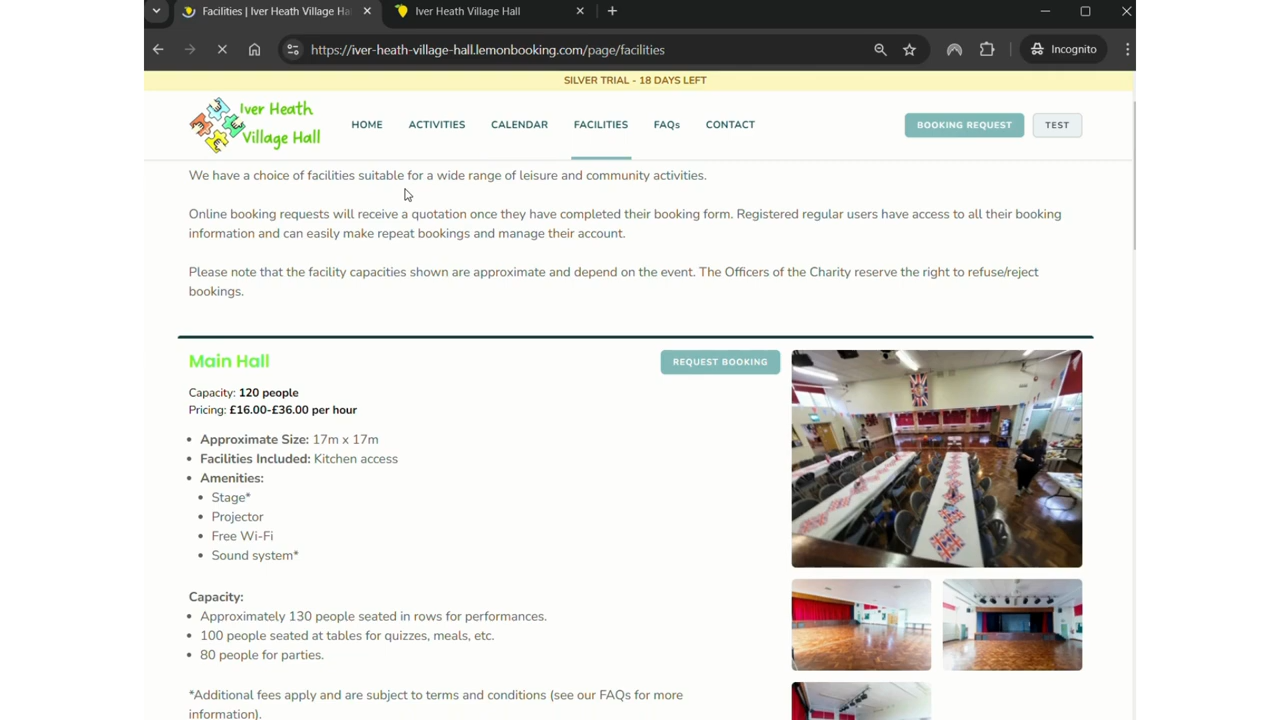 Facilities | Iver Heath Village Ha
Iver Heath Village Hall
https://iver-heath-village-hall.lemonbooking.com/page/facilities
Incognito
SILVER TRIAL - 18 DAYS LEFT
Iver Heath
Village Hall
HOME
ACTIVITIES
CALENDAR
FACILITIES
FAQs
CONTACT
BOOKING REQUEST
TEST
We have a choice of facilities suitable for a wide range of leisure and community activities.
Online booking requests will receive a quotation once they have completed their booking form. Registered regular users have access to all their booking
information and can easily make repeat bookings and manage their account.
Please note that the facility capacities shown are approximate and depend on the event. The Officers of the Charity reserve the right to refuse/reject
bookings.
Main Hall
REQUEST BOOKING
Capacity: 120 people
Pricing: £16.00-£36.00 per hour
• Approximate Size: 17m x 17m
• Facilities Included: Kitchen access
• Amenities:
• Stage*
• Projector
• Free Wi-Fi
• Sound system*
Capacity:
• Approximately 130 people seated in rows for performances.
• 100 people seated at tables for quizzes, meals, etc.
• 80 people for parties.
*Additional fees apply and are subject to terms and conditions (see our FAQs for more
information).